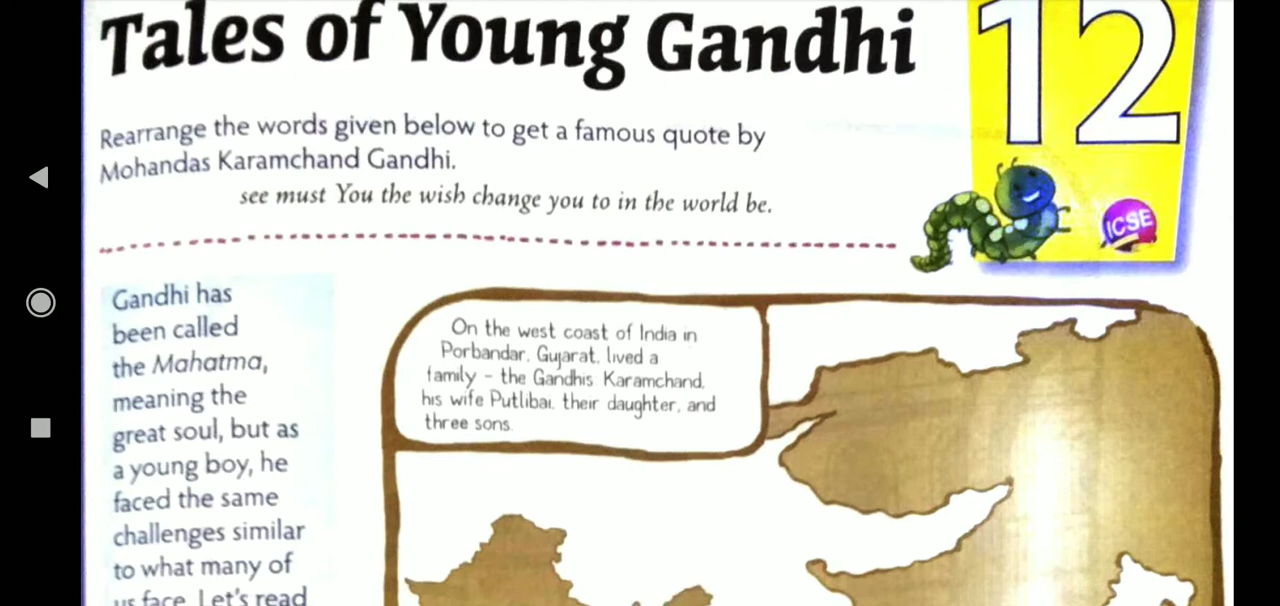 Tales of Young Gandhi
12
Rearrange the words given below to get a famous quote by
Mohandas Karamchand Gandhi.
see must You the wish change you to in the world be.
ICSE
Gandhi has
been called
the Mahatma,
meaning the
great soul, but as
a young boy, he
faced the same
challenges similar
to what many of
us face. Let's read
On the west coast of India in
Porbandar, Gujarat, lived a
family – the Gandhis Karamchand,
his wife Putlibai, their daughter, and
three sons.